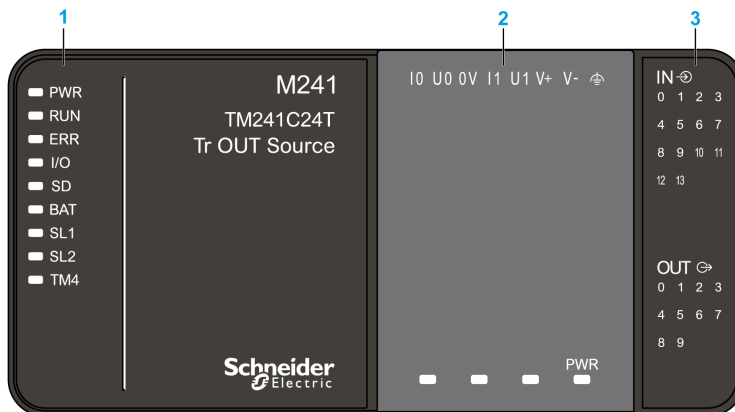 1
2
3
PWR
RUN
ERR
I/O
SD
BAT
SL1
SL2
TM4
M241
TM241C24T
Tr OUT Source
Schneider
Electric
I0 U0 0V I1 U1 V+ V-
PWR
IN
0 1 2 3
4 5 6 7
8 9 10 11
12 13
OUT
0 1 2 3
4 5 6 7
8 9